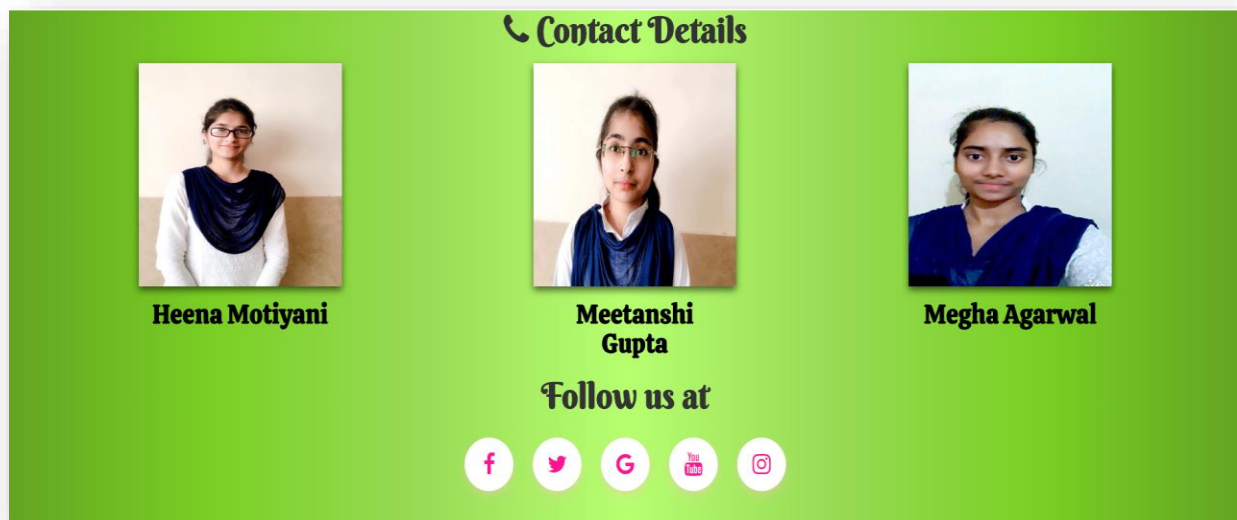 Contact Details
Heena Motiyani
Meetanshi
Gupta
Megha Agarwal
Follow us at
f
G
You
Tube